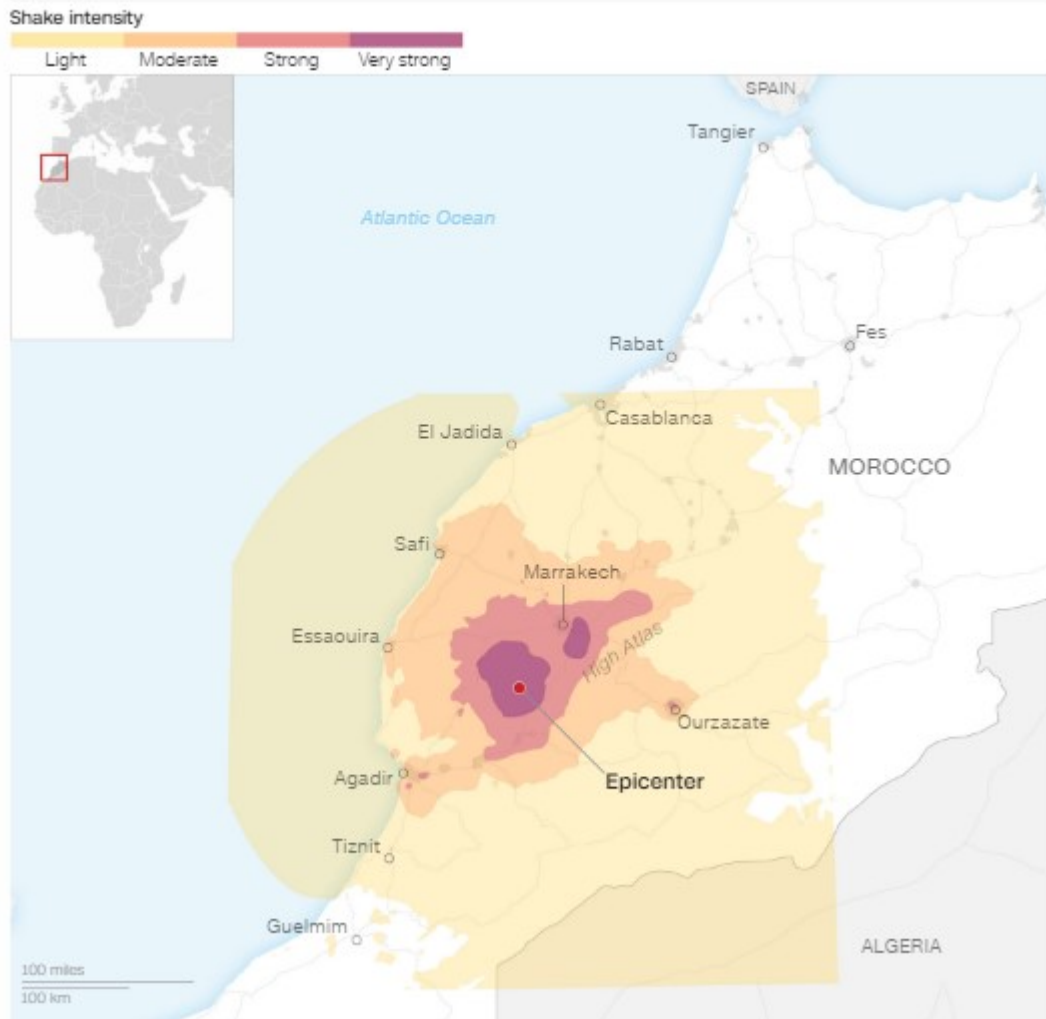 Shake intensity
Light Moderate Strong Very strong
SPAIN
Tangier
Atlantic Ocean
Rabat
Fes
Casablanca
El Jadida
MOROCCO
Safi
Marrakech
Essaouira
High Atlas
Ourzazate
Agadir
Epicenter
Tiznit
Guelmim
ALGERIA
100 miles
100 km